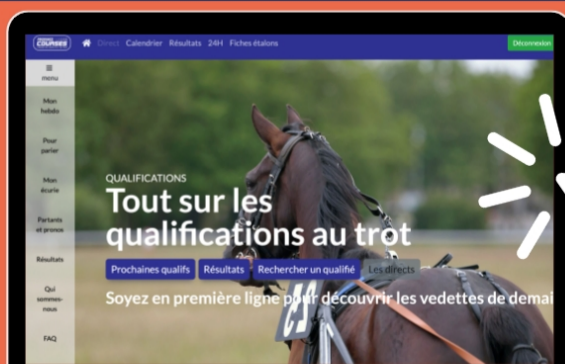 COURSES
Direct Calendrier Résultats 24H Fiches étalons
Déconnexion
menu
Mon
hebdo
Pour
parier
Mon
écurie
Partants
et pronos
Résultats
Qui
sommes-
nous
FAQ
QUALIFICATIONS
Tout sur les
qualifications au trot
Prochaines qualifs Résultats Rechercher un qualifié Les directs
Soyez en première ligne pour découvrir les vedettes de demai